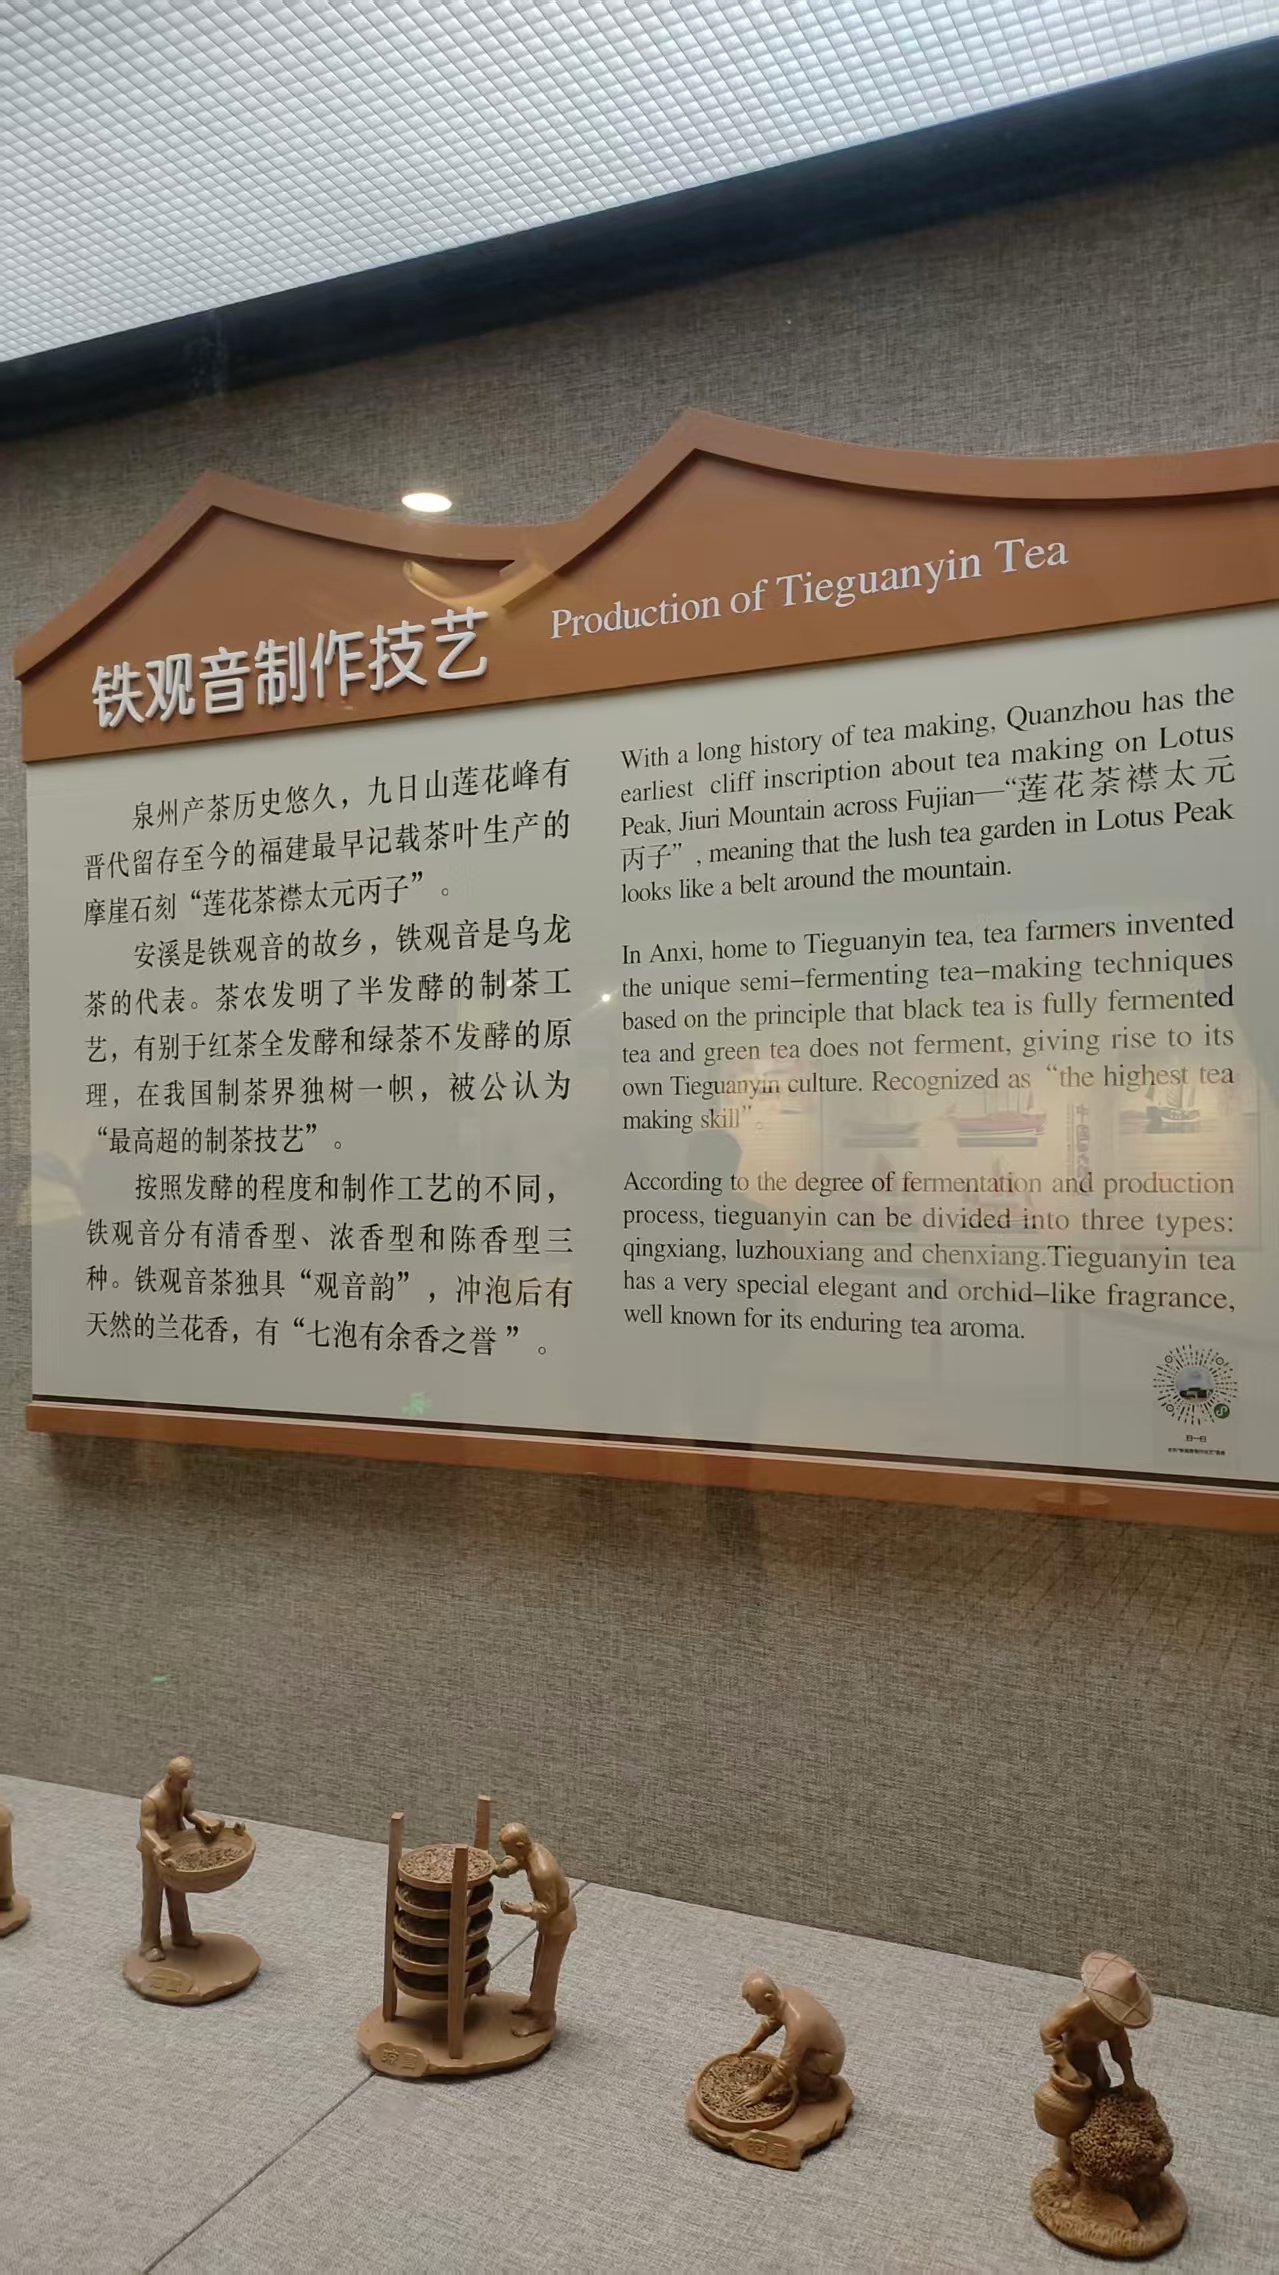 铁观音制作技艺
Production of Tieguanyin Tea
泉州产茶历史悠久，九日山莲花峰有
晋代留存至今的福建最早记载茶叶生产的
摩崖石刻“莲花茶襟太元丙子”。
安溪是铁观音的故乡，铁观音是乌龙
茶的代表。茶农发明了半发酵的制茶工
艺，有别于红茶全发酵和绿茶不发酵的原
理，在我国制茶界独树一帜，被公认为
“最高超的制茶技艺”。
按照发酵的程度和制作工艺的不同，
铁观音分有清香型、浓香型和陈香型三
种。铁观音茶独具“观音韵”，冲泡后有
天然的兰花香，有“七泡有余香之誉 ”。
With a long history of tea making, Quanzhou has the
earliest cliff inscription about tea making on Lotus
Peak, Jiuri Mountain across Fujian—“莲花荼襟太元
丙子”, meaning that the lush tea garden in Lotus Peak
looks like a belt around the mountain.
In Anxi, home to Tieguanyin tea, tea farmers invented
the unique semi-fermenting tea-making techniques
based on the principle that black tea is fully fermented
tea and green tea does not ferment, giving rise to its
own Tieguanyin culture. Recognized as “the highest tea
making skill”。
According to the degree of fermentation and production
process, tieguanyin can be divided into three types:
qingxiang, luzhouxiang and chenxiang.Tieguanyin tea
has a very special elegant and orchid-like fragrance,
well known for its enduring tea aroma.
扫一扫